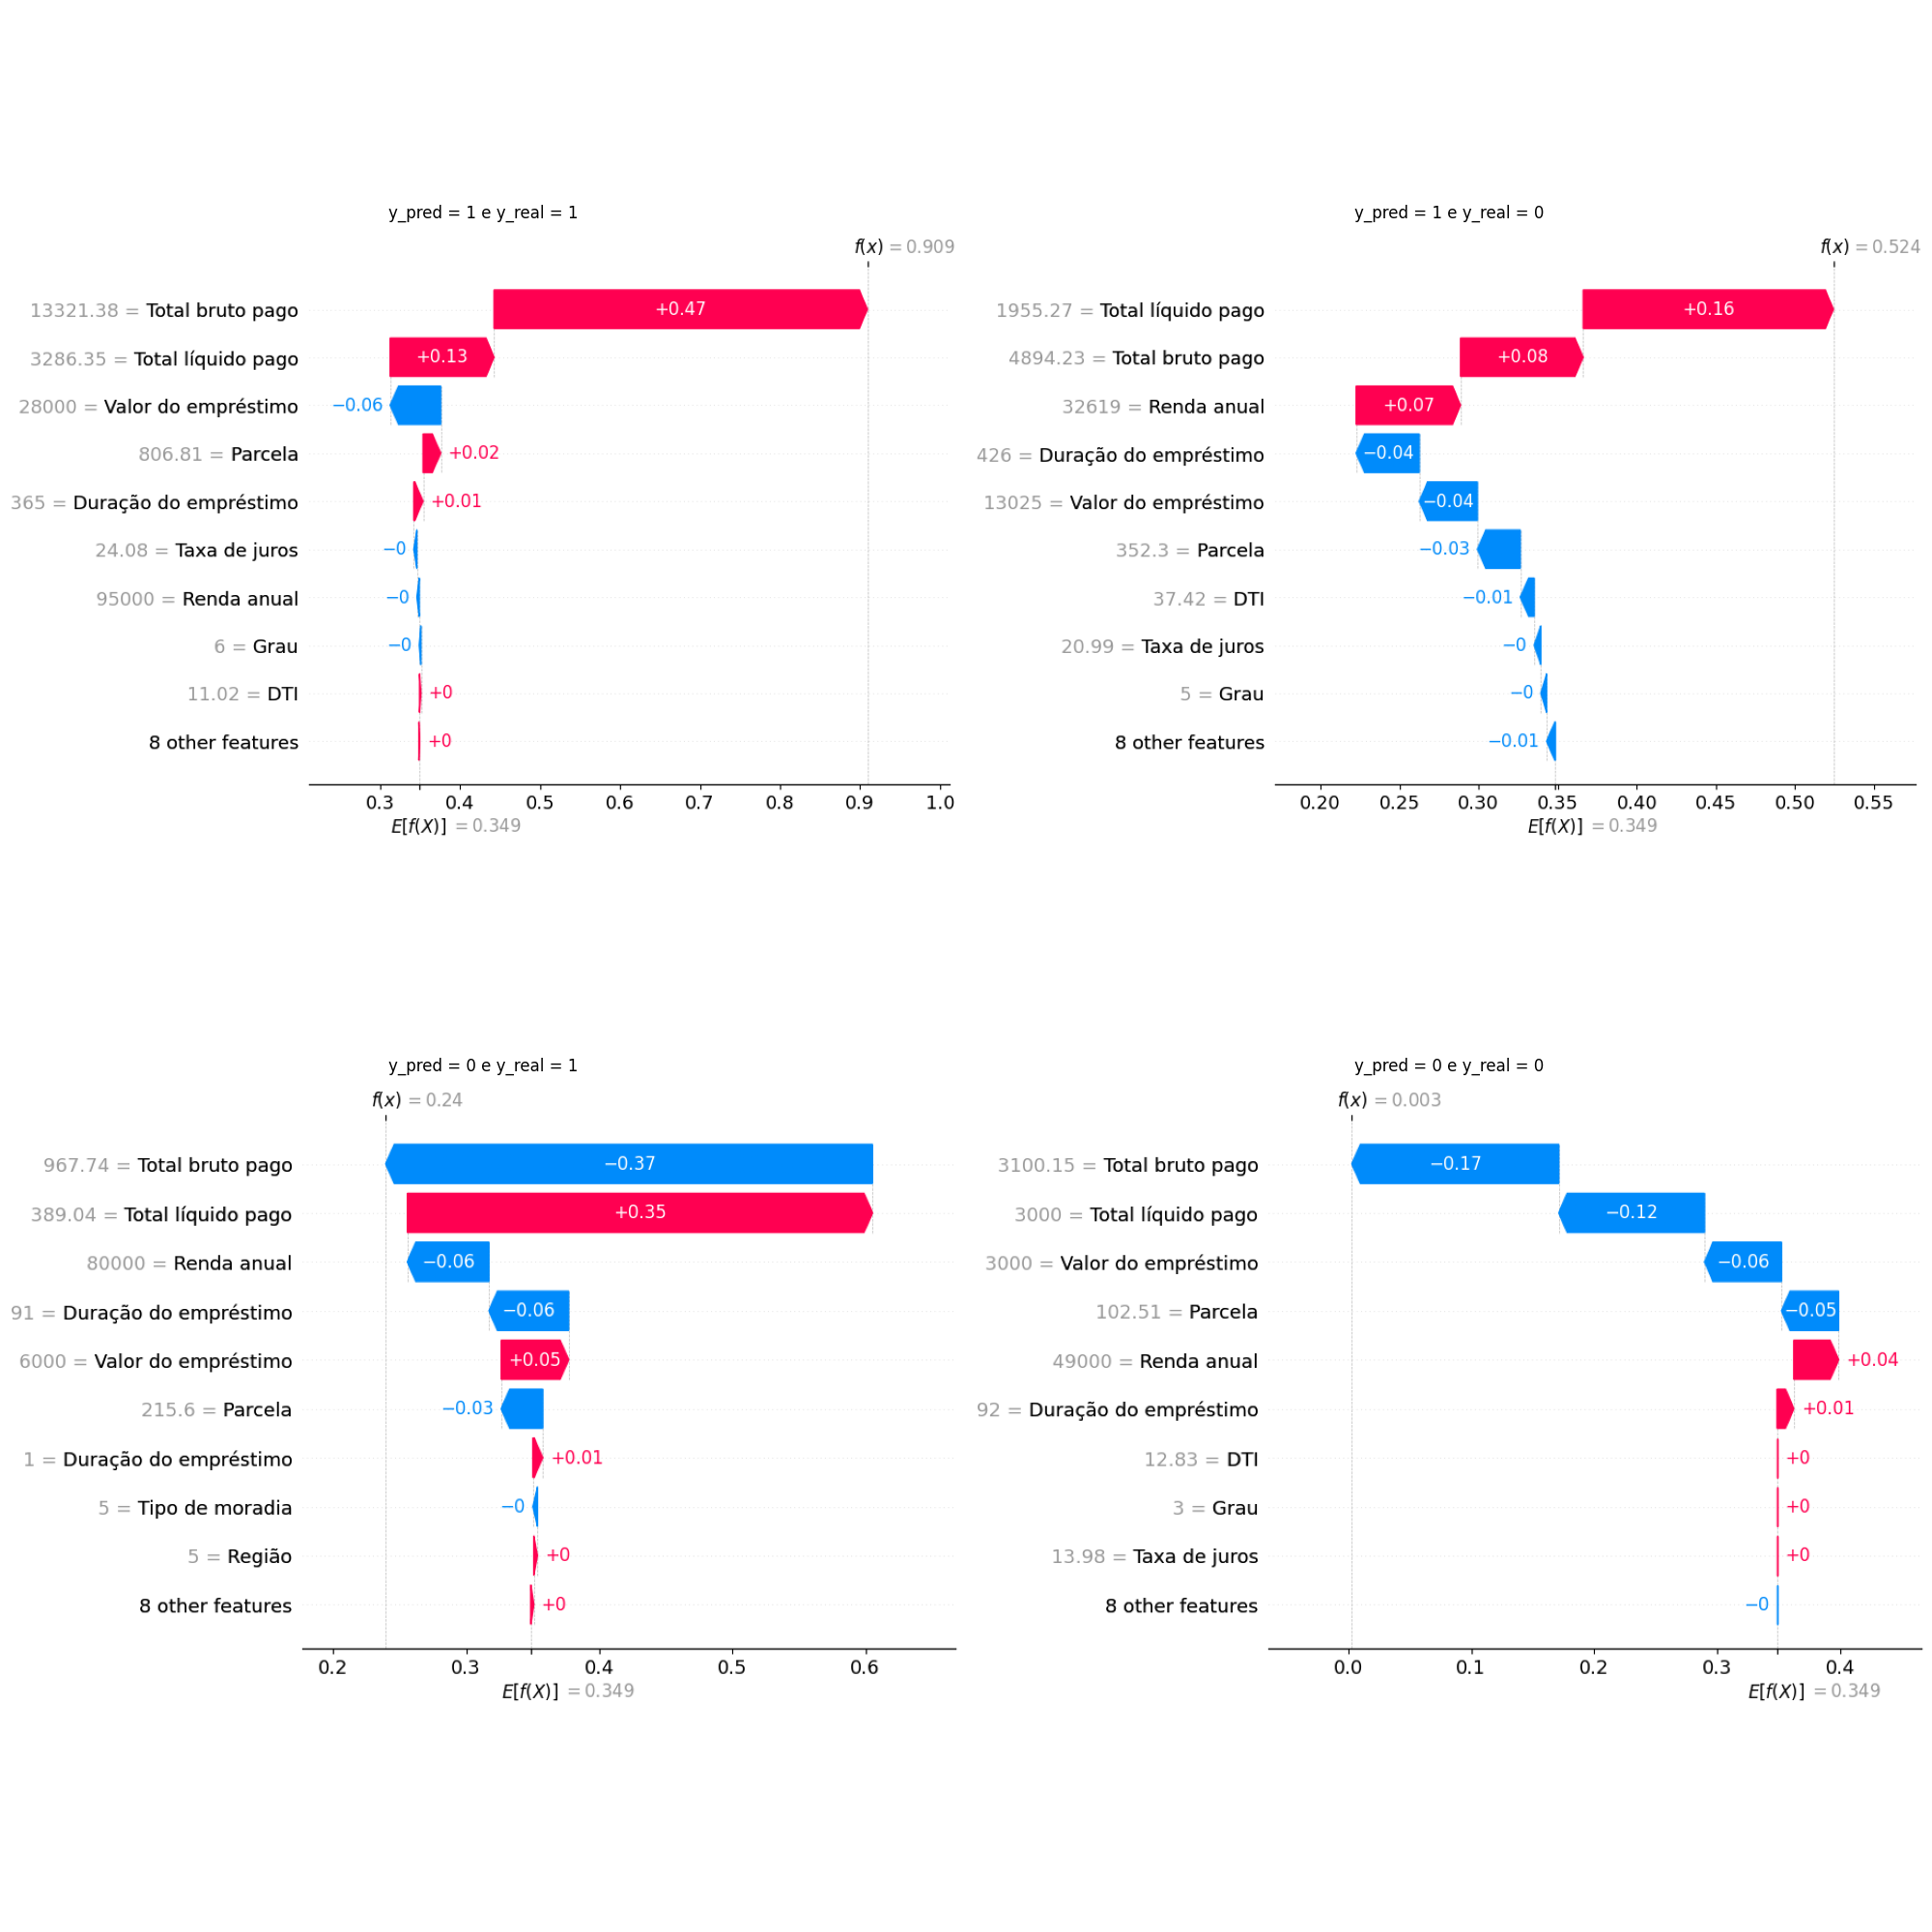 y_pred = 1 e y_real = 1
f(x) = 0.909
13321.38 = Total bruto pago +0.47
3286.35 = Total líquido pago +0.13
28000 = Valor do empréstimo −0.06
806.81 = Parcela +0.02
365 = Duração do empréstimo +0.01
24.08 = Taxa de juros −0
95000 = Renda anual −0
6 = Grau −0
11.02 = DTI +0
8 other features +0
0.3 0.4 0.5 0.6 0.7 0.8 0.9 1.0
E[f(X)] = 0.349
y_pred = 1 e y_real = 0
f(x) = 0.524
1955.27 = Total líquido pago +0.16
4894.23 = Total bruto pago +0.08
32619 = Renda anual +0.07
426 = Duração do empréstimo −0.04
13025 = Valor do empréstimo −0.04
352.3 = Parcela −0.03
37.42 = DTI −0.01
20.99 = Taxa de juros −0
5 = Grau −0
8 other features −0.01
0.20 0.25 0.30 0.35 0.40 0.45 0.50 0.55
E[f(X)] = 0.349
y_pred = 0 e y_real = 1
f(x) = 0.24
967.74 = Total bruto pago −0.37
389.04 = Total líquido pago +0.35
80000 = Renda anual −0.06
91 = Duração do empréstimo −0.06
6000 = Valor do empréstimo +0.05
215.6 = Parcela −0.03
1 = Duração do empréstimo +0.01
5 = Tipo de moradia −0
5 = Região +0
8 other features +0
0.2 0.3 0.4 0.5 0.6
E[f(X)] = 0.349
y_pred = 0 e y_real = 0
f(x) = 0.003
3100.15 = Total bruto pago −0.17
3000 = Total líquido pago −0.12
3000 = Valor do empréstimo −0.06
102.51 = Parcela −0.05
49000 = Renda anual +0.04
92 = Duração do empréstimo +0.01
12.83 = DTI +0
3 = Grau +0
13.98 = Taxa de juros +0
8 other features −0
0.0 0.1 0.2 0.3 0.4
E[f(X)] = 0.349